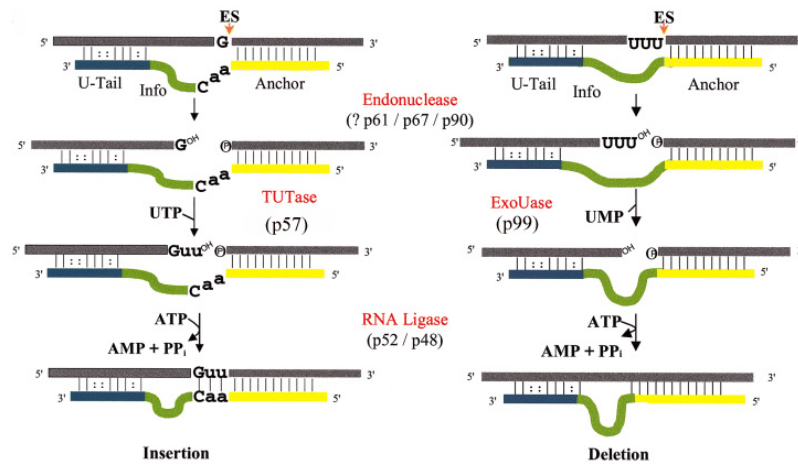 ES ES
5' G 3' 5' UUU 3'
3' Caa 5' 3' 5'
U-Tail Info Anchor U-Tail Info Anchor
Endonuclease
(? p61 / p67 / p90)
5' G OH P 3' 5' UUU OH P 3'
3' :: : Caa 5' 3' :: : 5'
TUTase ExoUase
UTP (p57) (p99) UMP
5' Guu OH P 3' 5' OH P 3'
3' :: : Caa 5' 3' :: : 5'
RNA Ligase
ATP (p52 / p48) ATP
AMP + PPi AMP + PPi
5' Guu 3' 5' 3'
3' :: : Caa 5' 3' :: : 5'
Insertion Deletion